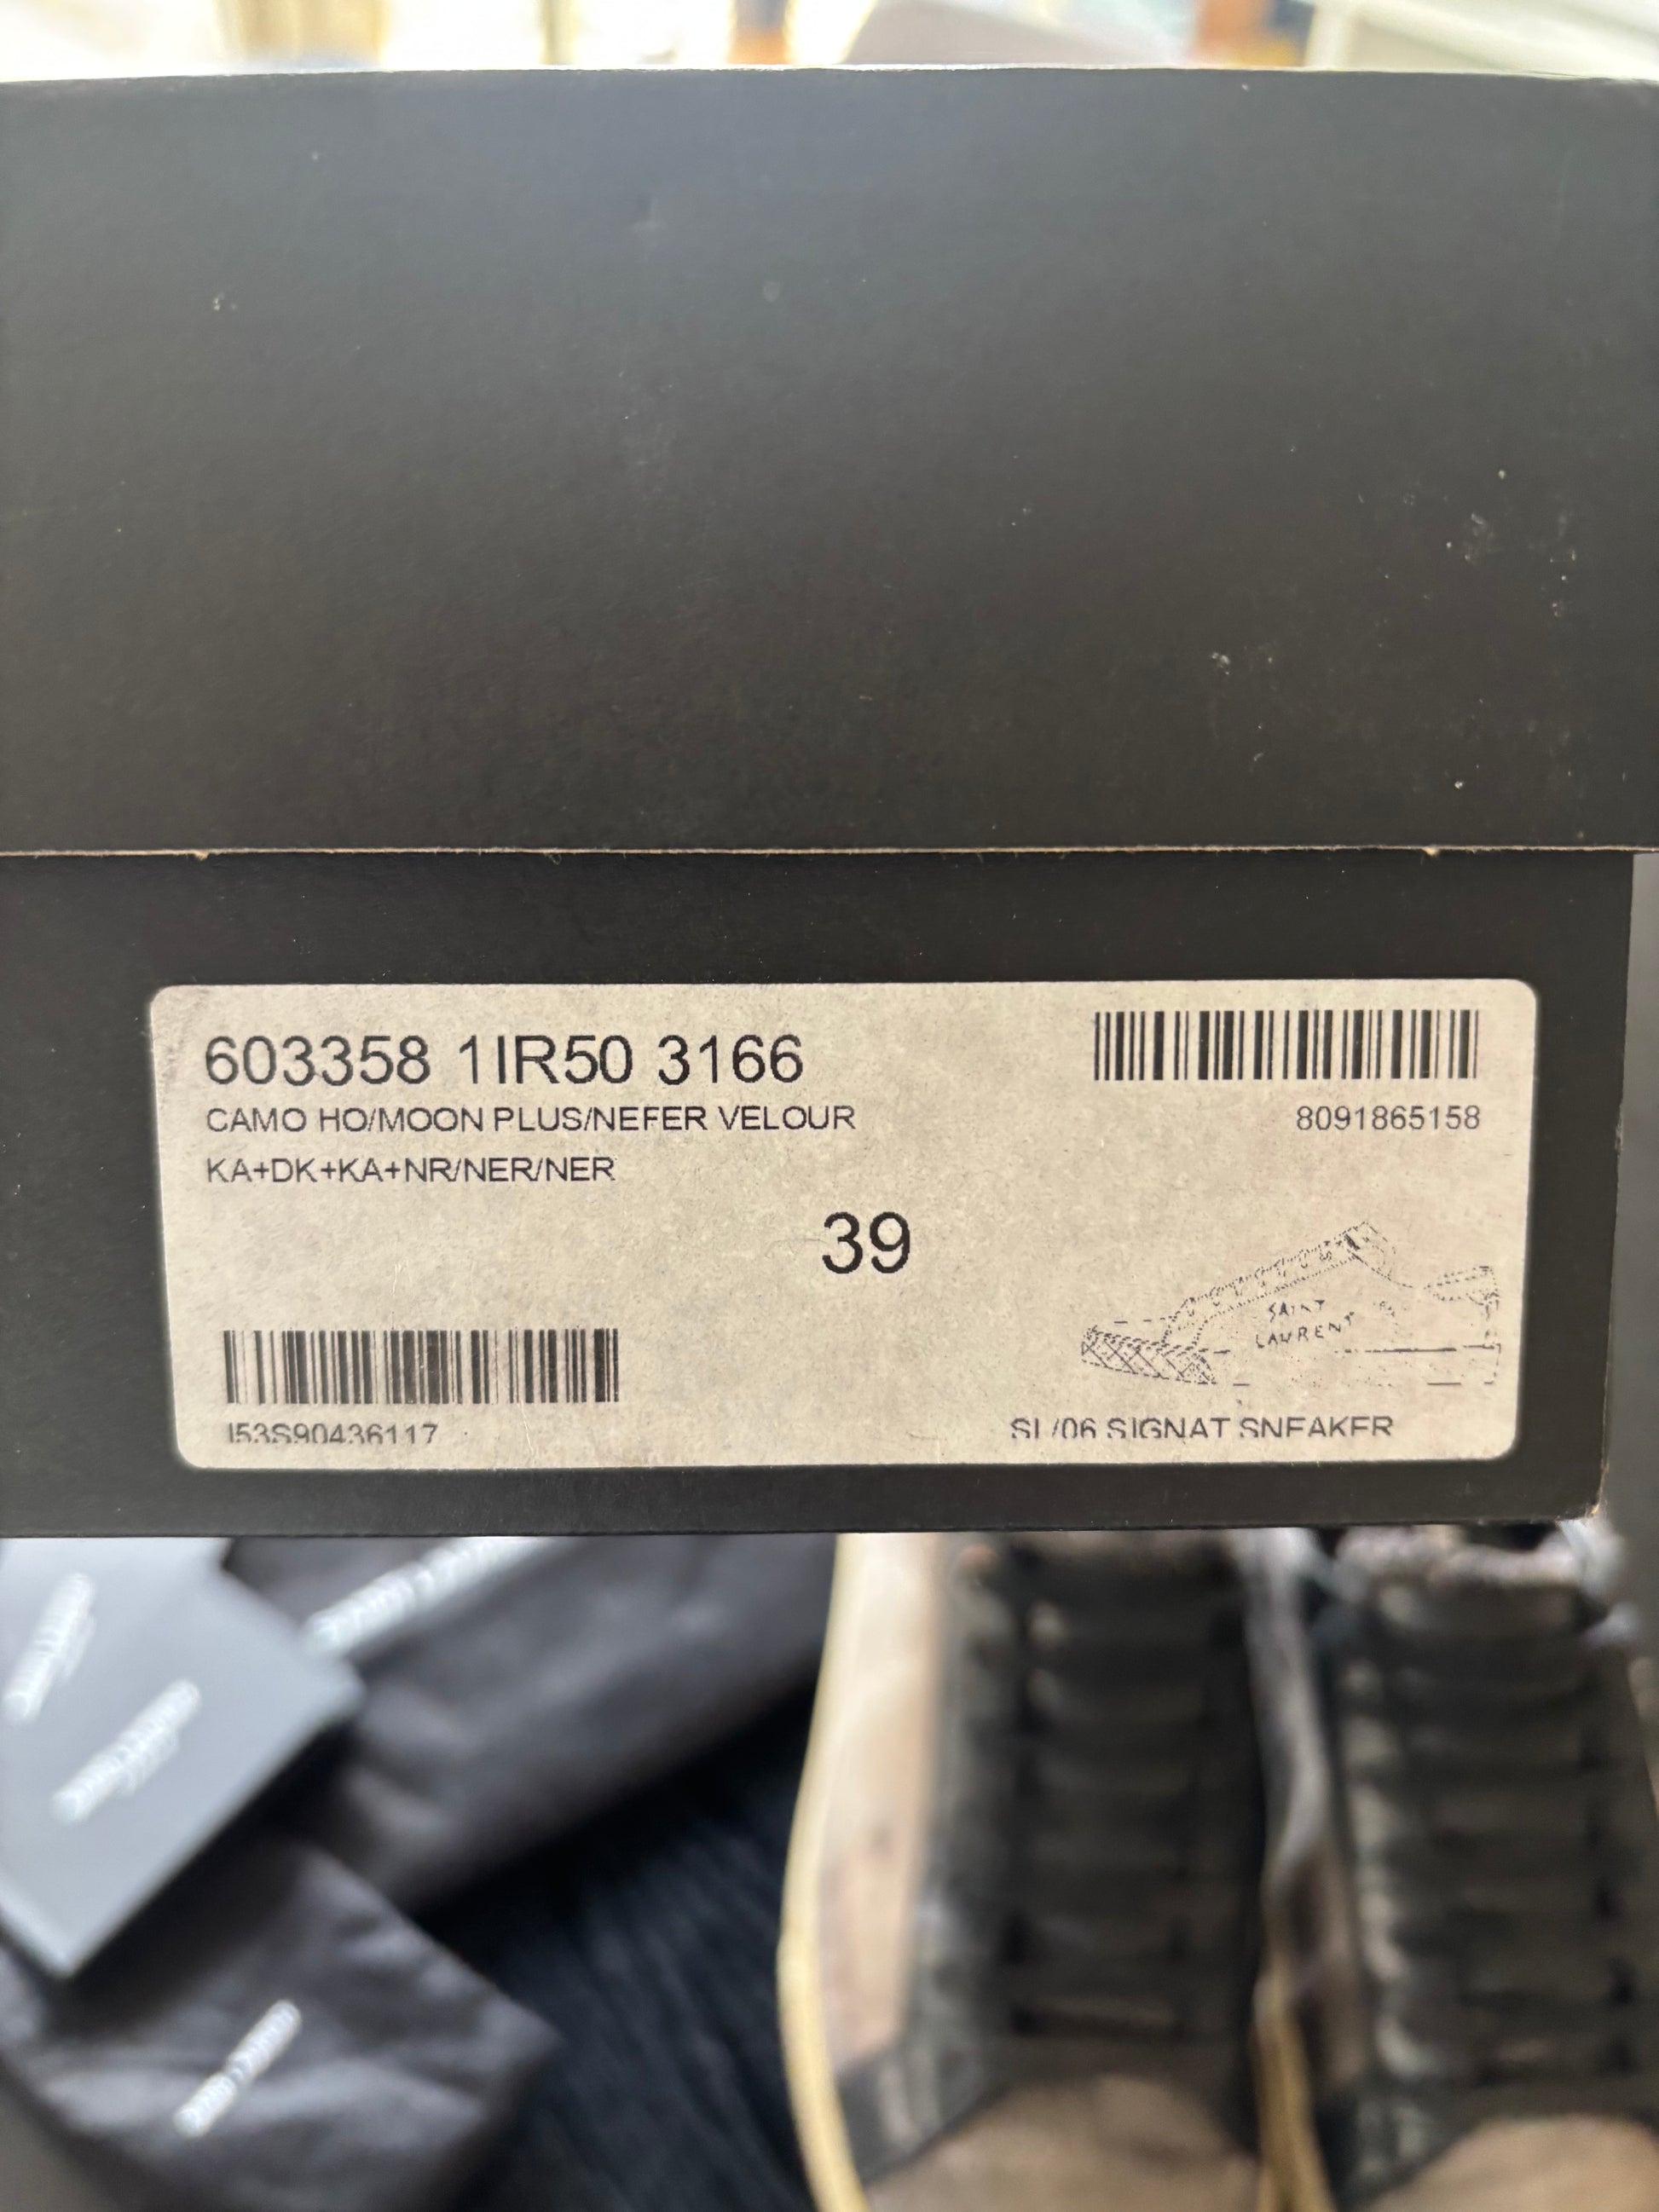 603358 1IR50 3166
8091865158
CAMO HO/MOON PLUS/NEFER VELOUR
KA+DK+KA+NR/NER/NER
39
SAINT
LAURENT
I53S90436117
SL/06 SIGNAT SNEAKER